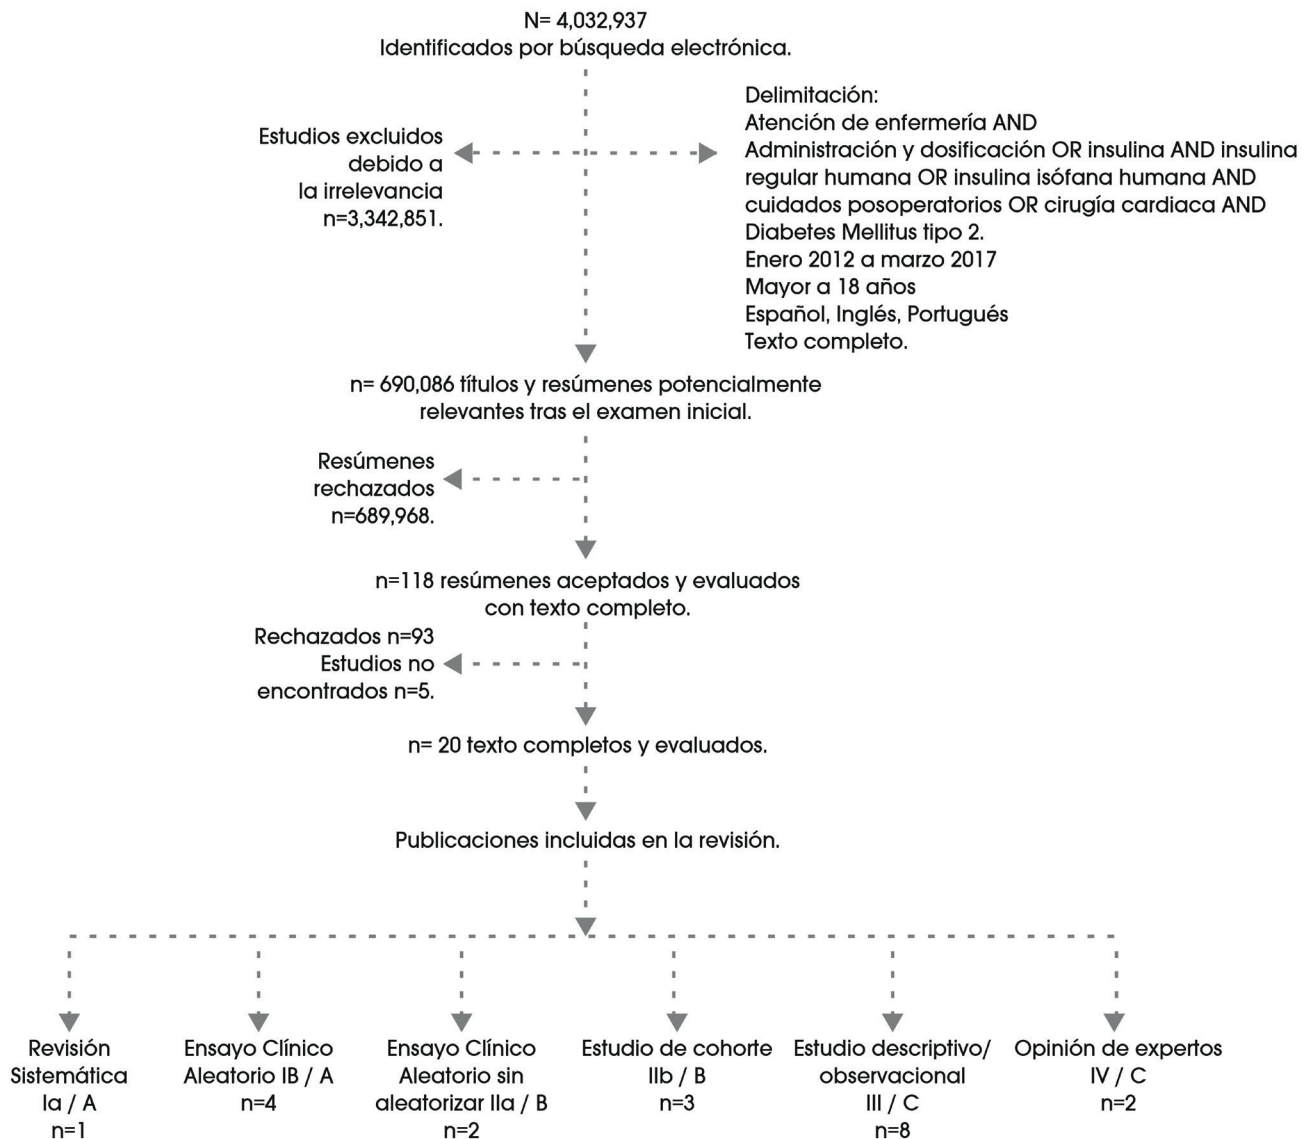 N= 4,032,937
Identificados por búsqueda electrónica.
Estudios excluidos
debido a
la irrelevancia
n=3,342,851.
Delimitación:
Atención de enfermería AND
Administración y dosificación OR insulina AND insulina
regular humana OR insulina isófana humana AND
cuidados posoperatorios OR cirugía cardiaca AND
Diabetes Mellitus tipo 2.
Enero 2012 a marzo 2017
Mayor a 18 años
Español, Inglés, Portugués
Texto completo.
n= 690,086 títulos y resúmenes potencialmente
relevantes tras el examen inicial.
Resúmenes
rechazados
n=689,968.
n=118 resúmenes aceptados y evaluados
con texto completo.
Rechazados n=93
Estudios no
encontrados n=5.
n= 20 texto completos y evaluados.
Publicaciones incluidas en la revisión.
Revisión
Sistemática
Ia / A
n=1
Ensayo Clínico
Aleatorio IB / A
n=4
Ensayo Clínico
Aleatorio sin
aleatorizar IIa / B
n=2
Estudio de cohorte
IIb / B
n=3
Estudio descriptivo/
observacional
III / C
n=8
Opinión de expertos
IV / C
n=2